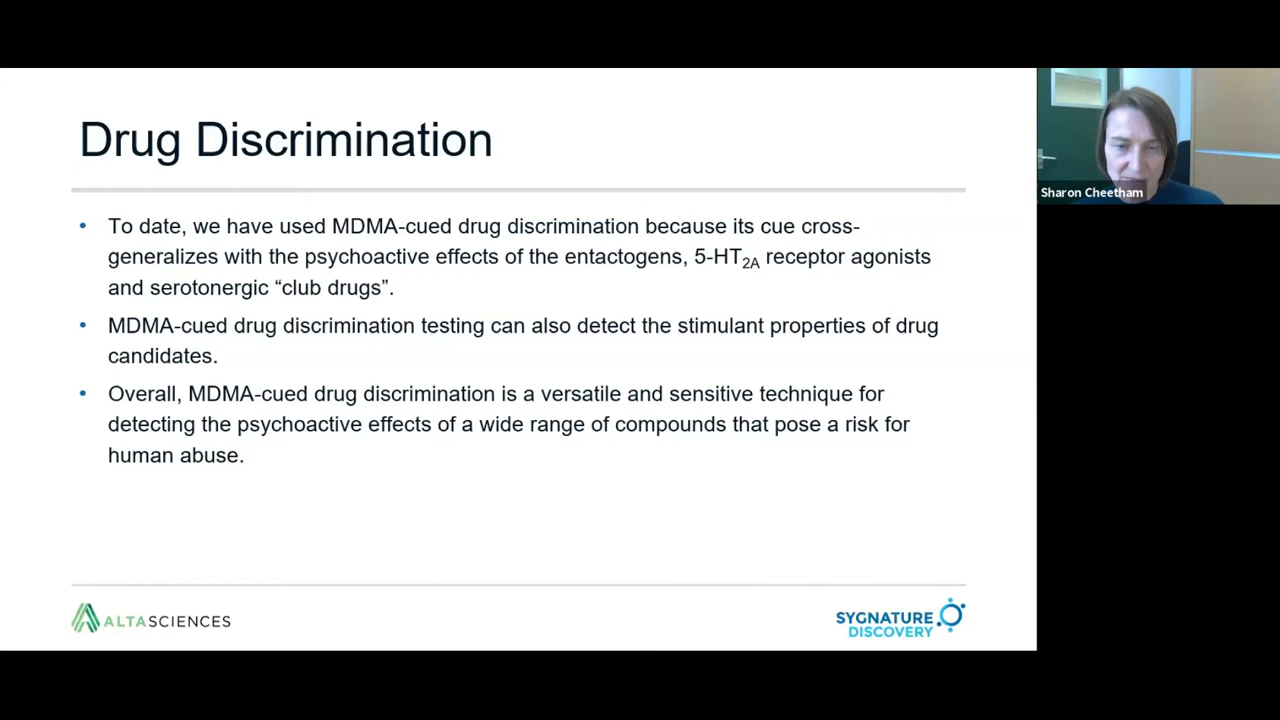 Drug Discrimination
Sharon Cheetham
• To date, we have used MDMA-cued drug discrimination because its cue cross-
generalizes with the psychoactive effects of the entactogens, 5-HT2A receptor agonists
and serotonergic “club drugs”.
• MDMA-cued drug discrimination testing can also detect the stimulant properties of drug
candidates.
• Overall, MDMA-cued drug discrimination is a versatile and sensitive technique for
detecting the psychoactive effects of a wide range of compounds that pose a risk for
human abuse.
ALTASCIENCES
SYGNATURE
DISCOVERY